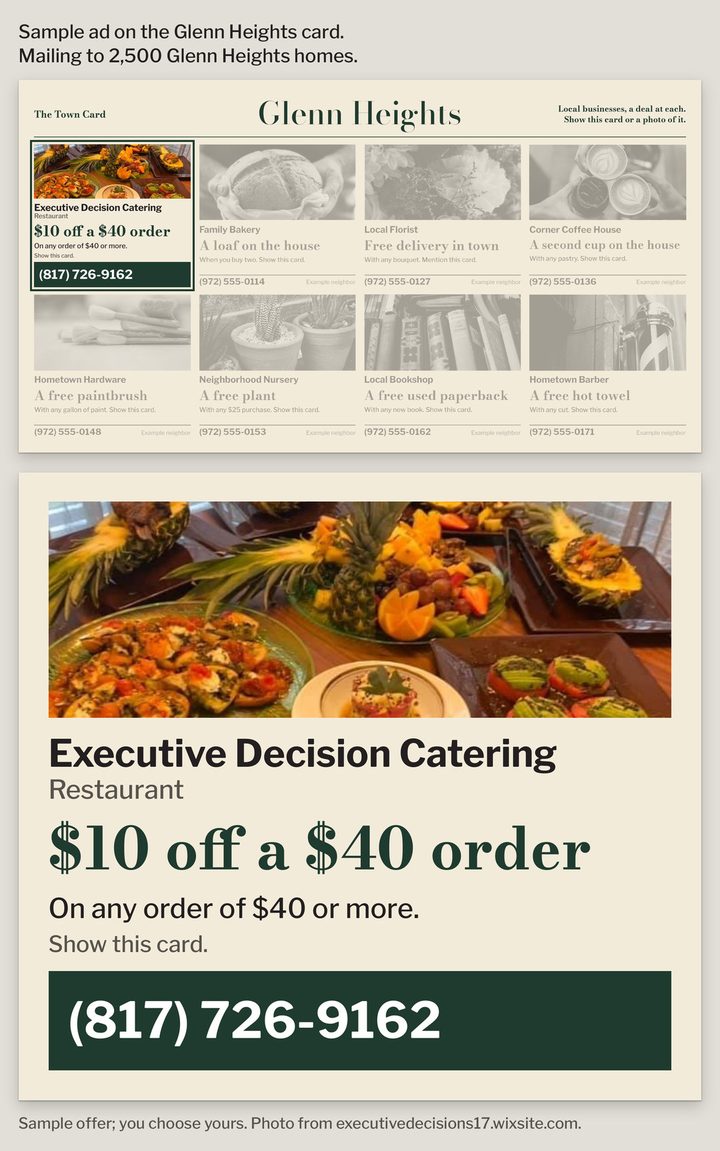 Sample ad on the Glenn Heights card.
Mailing to 2,500 Glenn Heights homes.
The Town Card
Glenn Heights
Local businesses, a deal at each.
Show this card or a photo of it.
Executive Decision Catering
Restaurant
$10 off a $40 order
On any order of $40 or more.
Show this card.
(817) 726-9162
Family Bakery
A loaf on the house
When you buy two. Show this card.
(972) 555-0114
Example neighbor
Local Florist
Free delivery in town
With any bouquet. Mention this card.
(972) 555-0127
Example neighbor
Corner Coffee House
A second cup on the house
With any pastry. Show this card.
(972) 555-0136
Example neighbor
Hometown Hardware
A free paintbrush
With any gallon of paint. Show this card.
(972) 555-0148
Example neighbor
Neighborhood Nursery
A free plant
With any $25 purchase. Show this card.
(972) 555-0153
Example neighbor
Local Bookshop
A free used paperback
With any new book. Show this card.
(972) 555-0162
Example neighbor
Hometown Barber
A free hot towel
With any cut. Show this card.
(972) 555-0171
Example neighbor
Executive Decision Catering
Restaurant
$10 off a $40 order
On any order of $40 or more.
Show this card.
(817) 726-9162
Sample offer; you choose yours. Photo from executivedecisions17.wixsite.com.